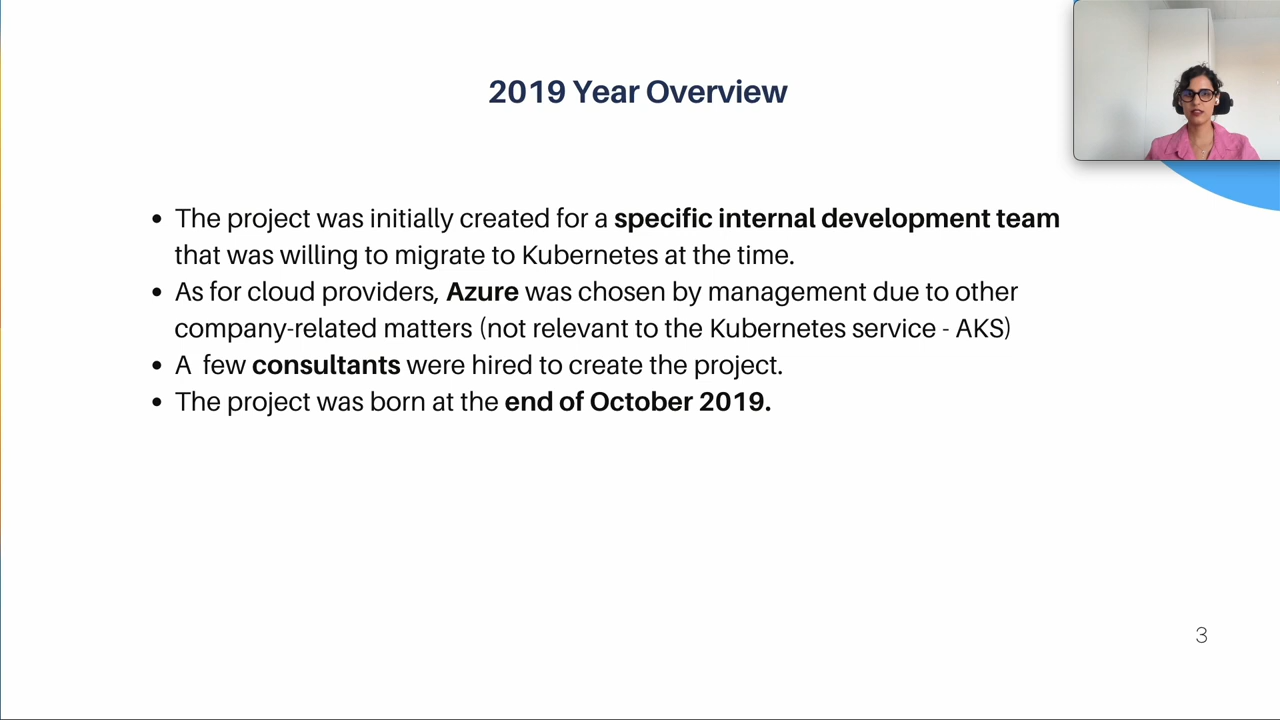 2019 Year Overview
• The project was initially created for a specific internal development team
that was willing to migrate to Kubernetes at the time.
• As for cloud providers, Azure was chosen by management due to other
company-related matters (not relevant to the Kubernetes service - AKS)
• A  few consultants were hired to create the project.
• The project was born at the end of October 2019.
3